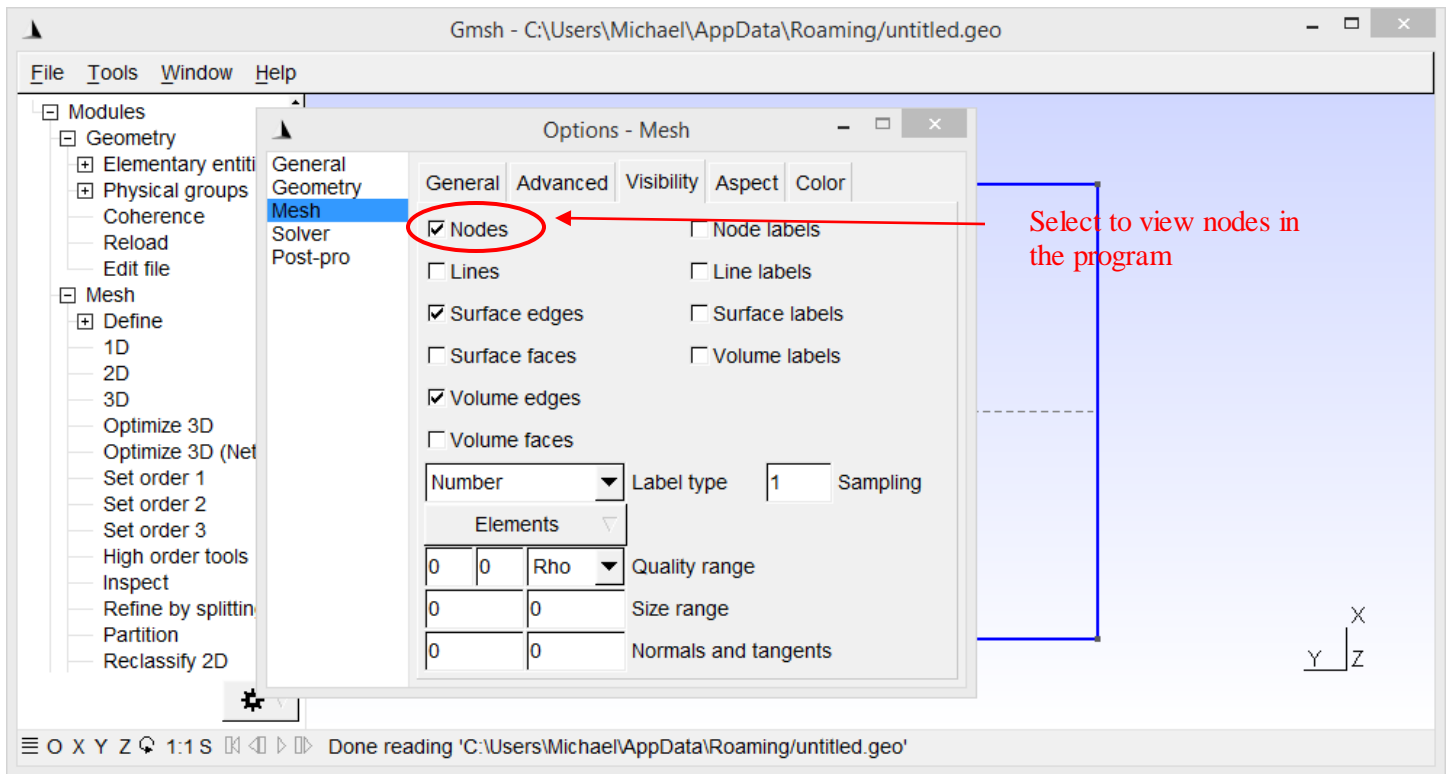 Gmsh - C:\Users\Michael\AppData\Roaming/untitled.geo
File Tools Window Help
Modules
Geometry
Elementary entiti
Physical groups
Coherence
Reload
Edit file
Mesh
Define
1D
2D
3D
Optimize 3D
Optimize 3D (Net
Set order 1
Set order 2
Set order 3
High order tools
Inspect
Refine by splittin
Partition
Reclassify 2D
Options - Mesh
General
Geometry
Mesh
Solver
Post-pro
General Advanced Visibility Aspect Color
Nodes Node labels
Lines Line labels
Surface edges Surface labels
Surface faces Volume labels
Volume edges
Volume faces
Number Label type 1 Sampling
Elements
0 0 Rho Quality range
0 0 Size range
0 0 Normals and tangents
Select to view nodes in
the program
X
Y Z
O X Y Z 1:1 S Done reading 'C:\Users\Michael\AppData\Roaming/untitled.geo'